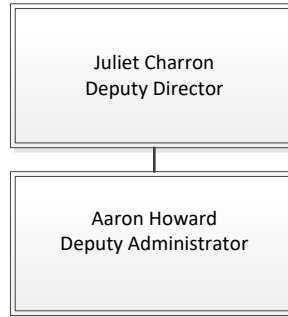 Juliet Charron
Deputy Director
Aaron Howard
Deputy Administrator